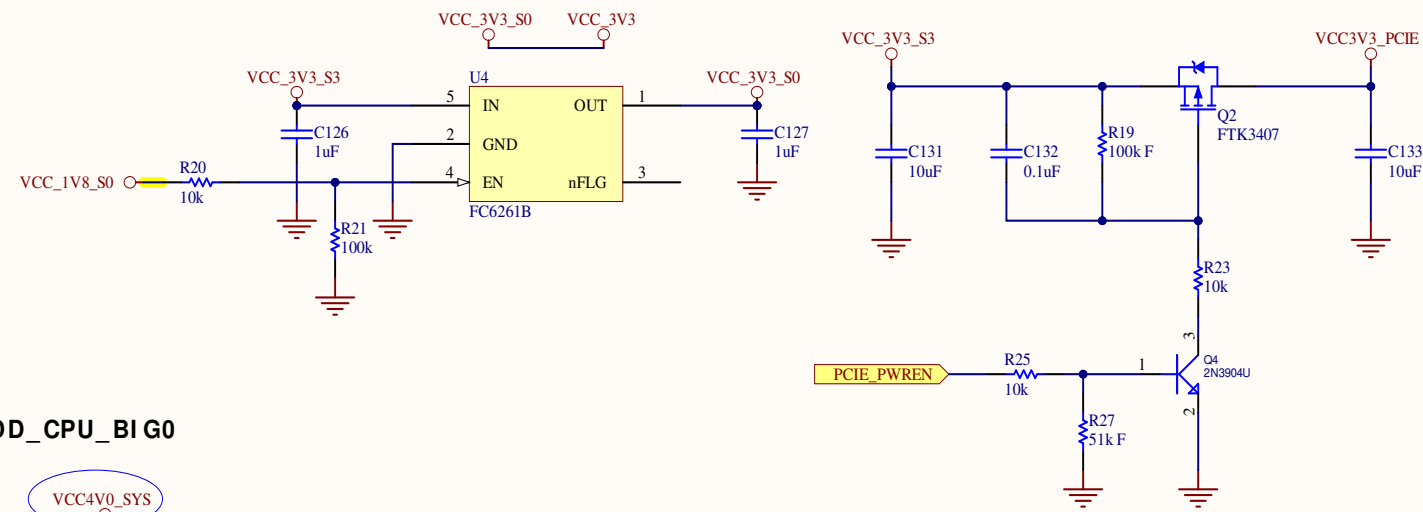 VCC_3V3_S0 VCC_3V3
VCC_3V3_S3
U4
VCC_3V3_S0
5 IN OUT 1
C126
1uF
2 GND
C127
1uF
VCC_1V8_S0
R20
10k
4 EN nFLG 3
FC6261B
R21
100k
VCC_3V3_S3
VCC3V3_PCIE
Q2
FTK3407
C131
10uF
C132
0.1uF
R19
100k F
C133
10uF
R23
10k
PCIE_PWREN
R25
10k
1
3
Q4
2N3904U
2
R27
51k F
DD_CPU_BIG0
VCC4V0_SYS